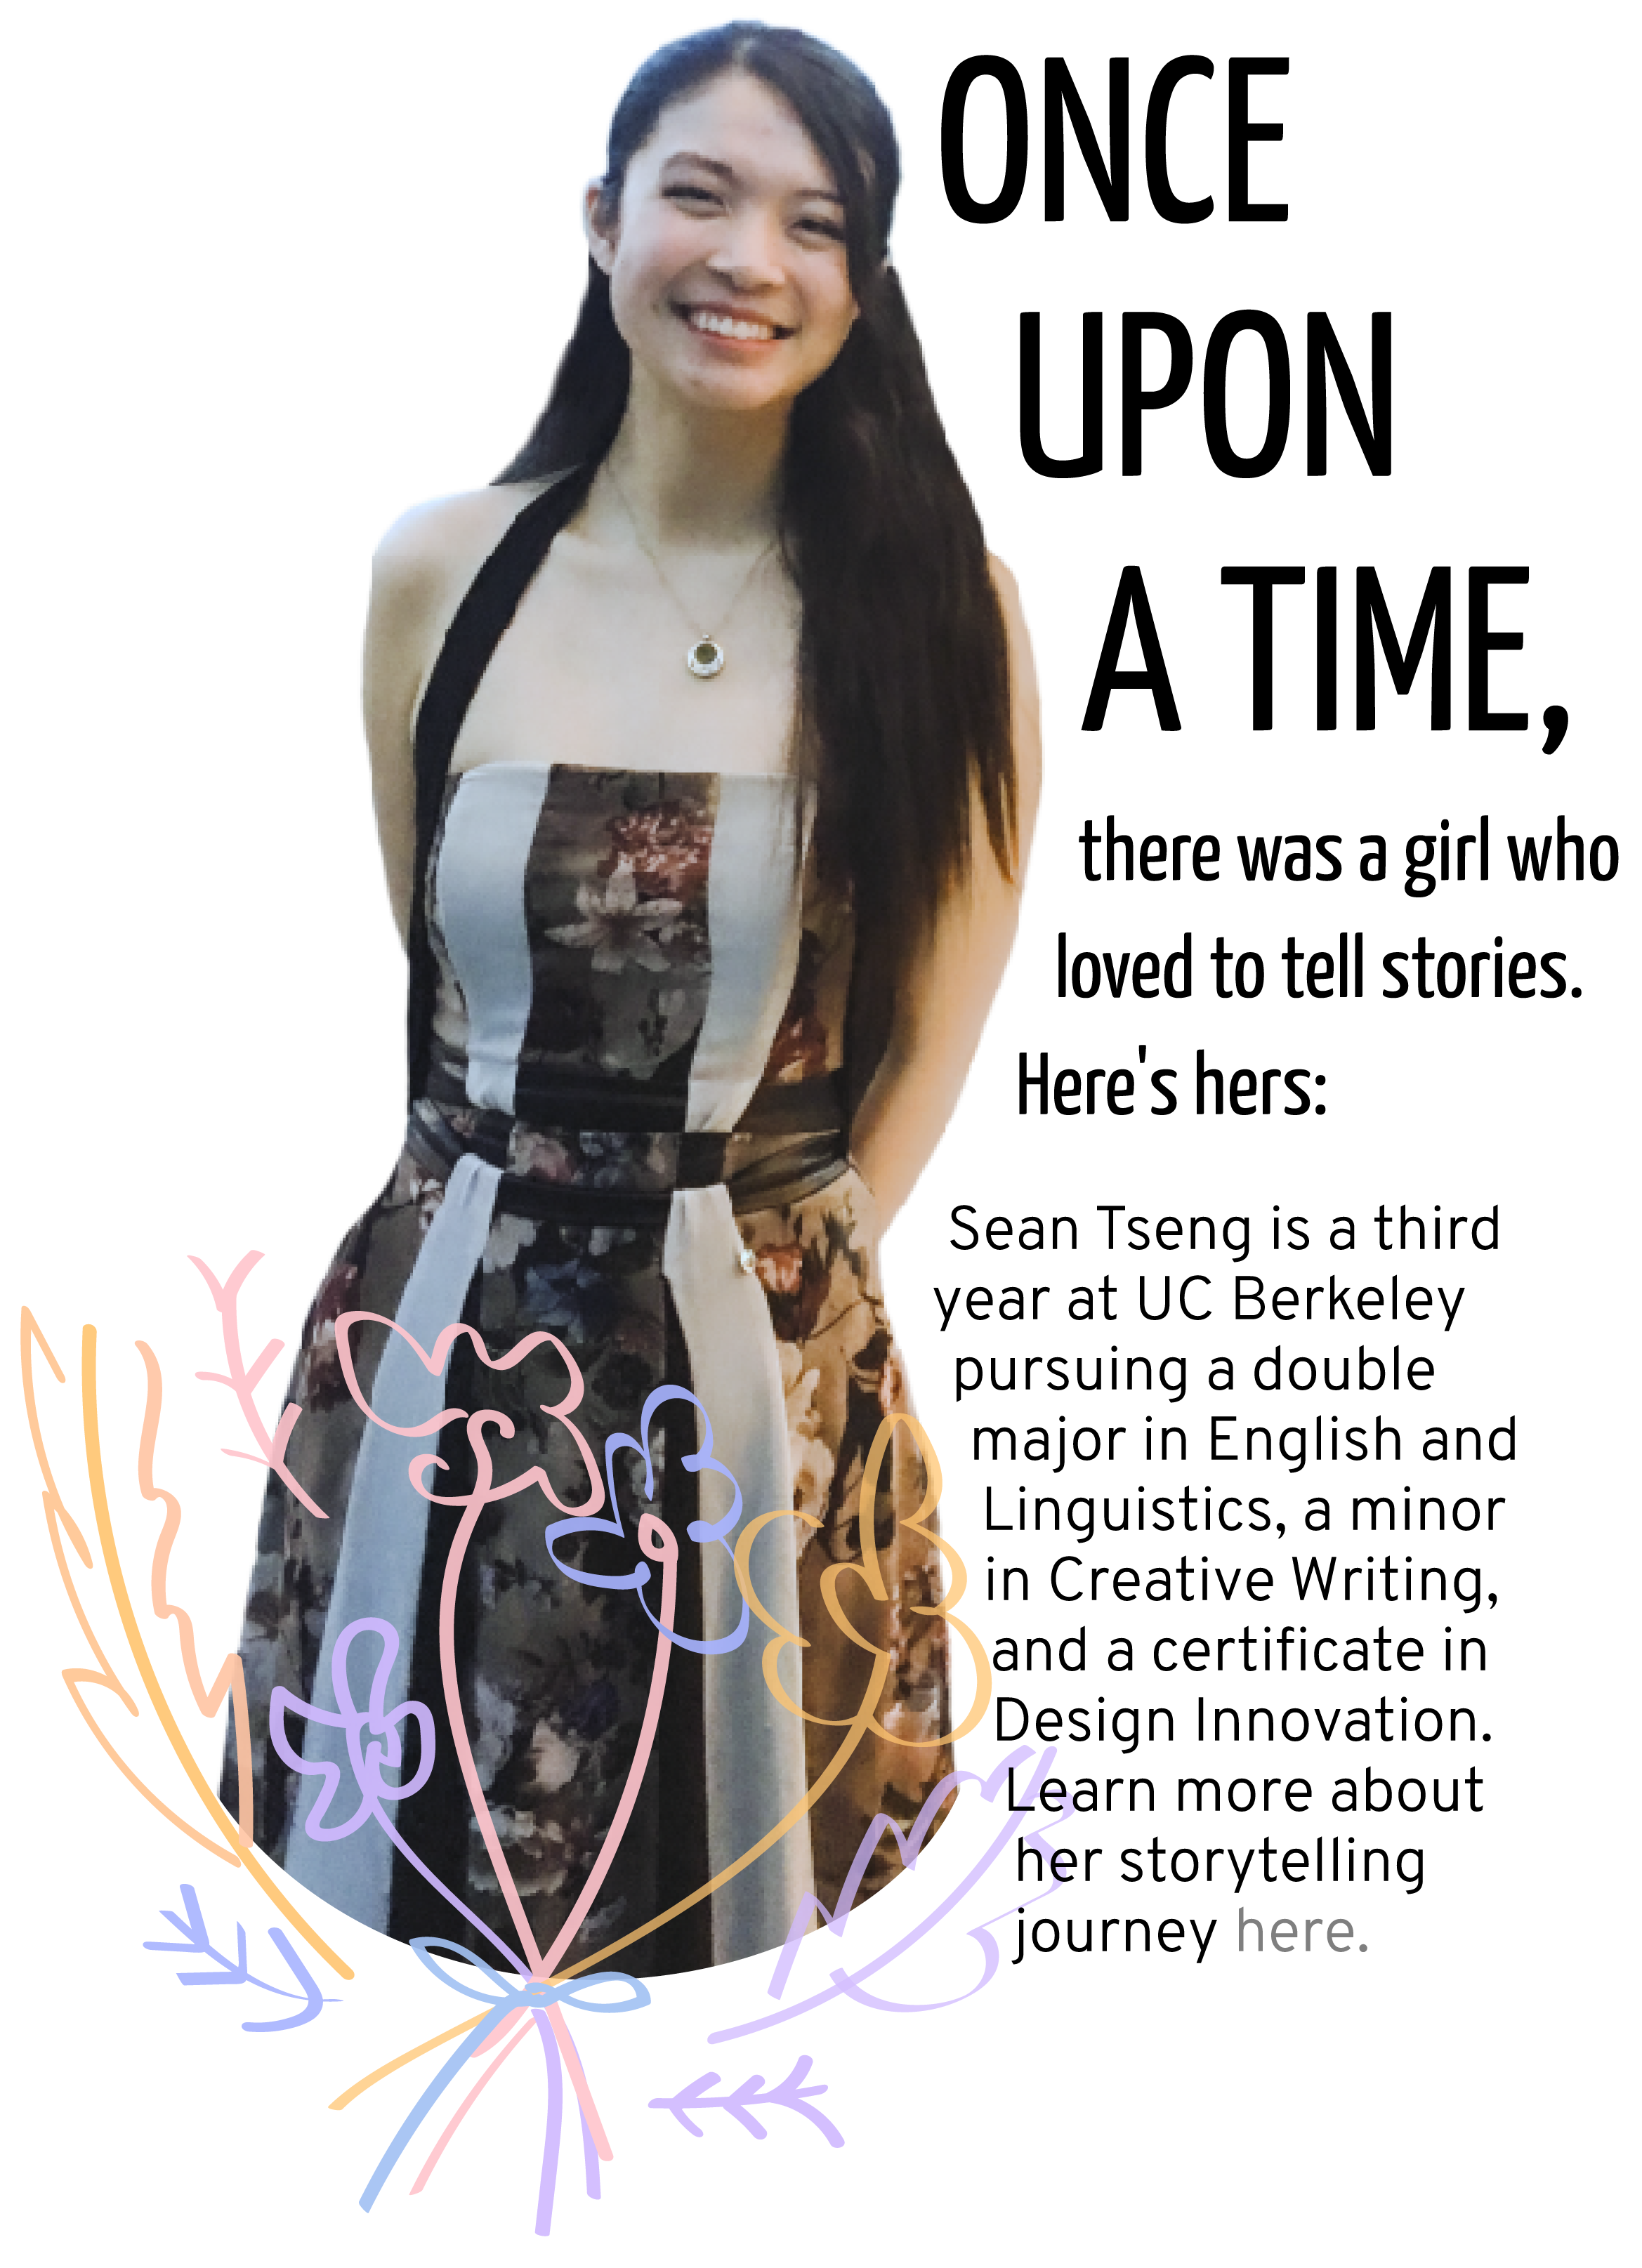 ONCE
UPON
A TIME,
there was a girl who
loved to tell stories.
Here's hers:
Sean Tseng is a third
year at UC Berkeley
pursuing a double
major in English and
Linguistics, a minor
in Creative Writing,
and a certificate in
Design Innovation.
Learn more about
her storytelling
journey here.